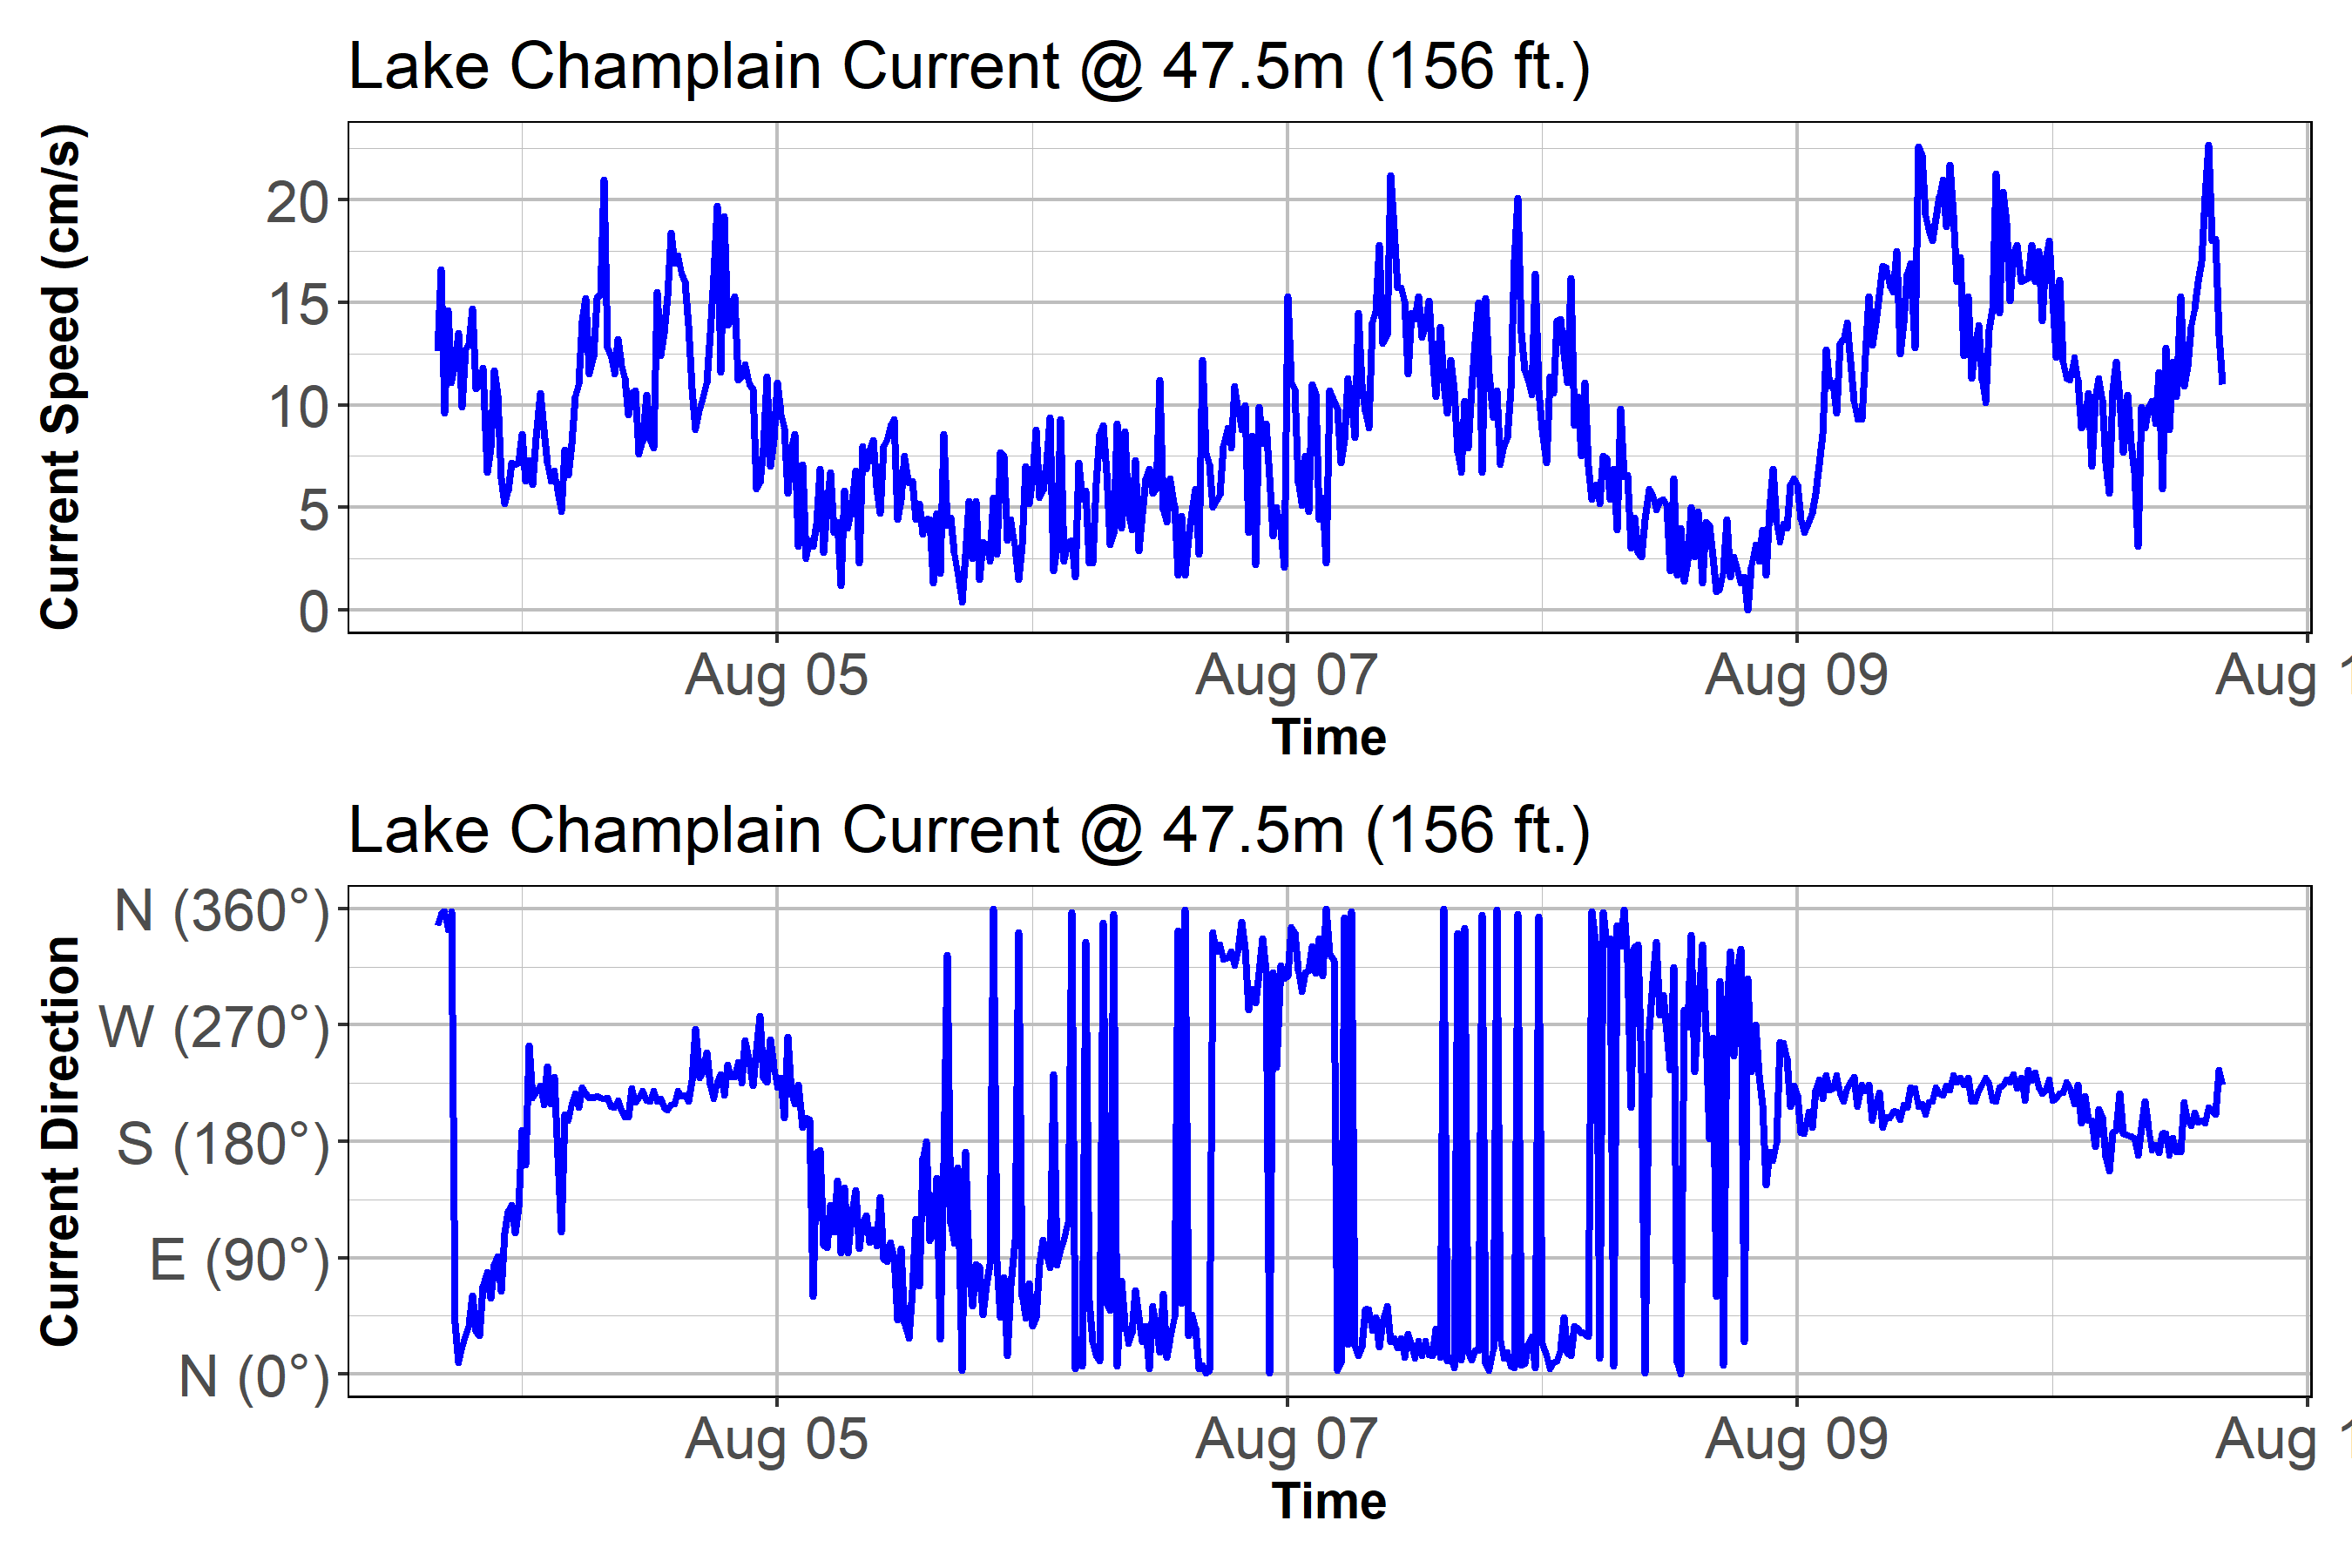 Lake Champlain Current @ 47.5m (156 ft.)
Current Speed (cm/s)
20
15
10
5
0
Aug 05 Aug 07 Aug 09 Aug 1
Time
Lake Champlain Current @ 47.5m (156 ft.)
Current Direction
N (360°)
W (270°)
S (180°)
E (90°)
N (0°)
Aug 05 Aug 07 Aug 09 Aug 1
Time